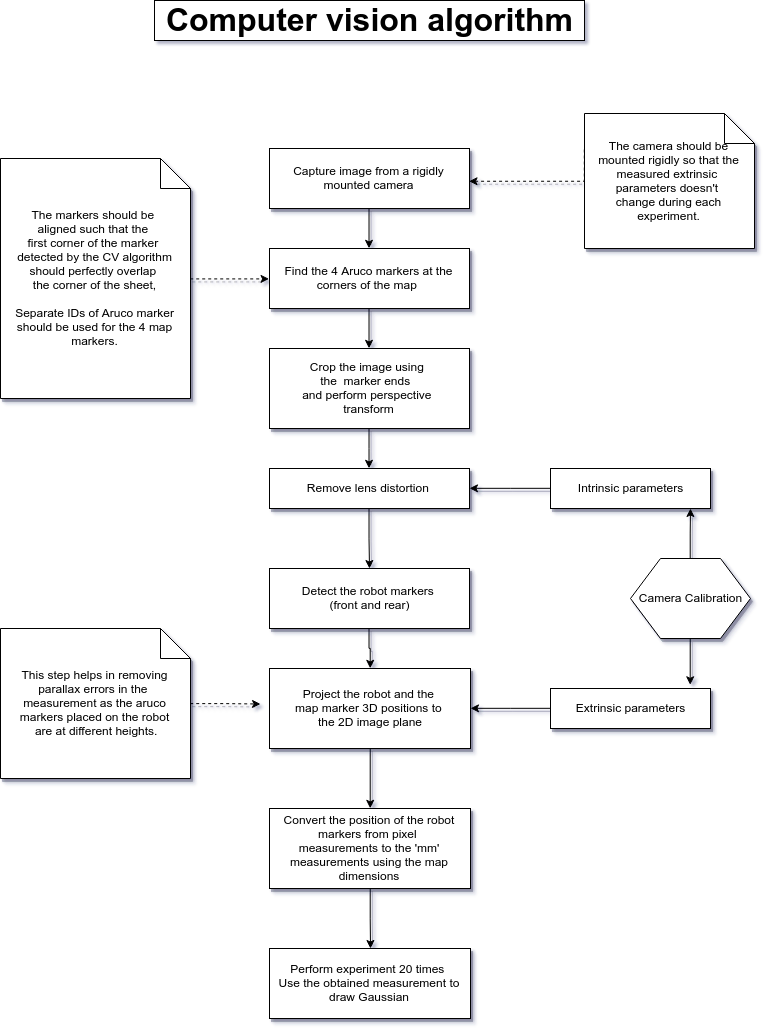 Computer vision algorithm
The camera should be
mounted rigidly so that the
measured extrinsic
parameters doesn't
change during each
experiment.
Capture image from a rigidly
mounted camera
The markers should be
aligned such that the
first corner of the marker
detected by the CV algorithm
should perfectly overlap
the corner of the sheet,
Separate IDs of Aruco marker
should be used for the 4 map
markers.
Find the 4 Aruco markers at the
corners of the map
Crop the image using
the marker ends
and perform perspective
transform
Remove lens distortion
Intrinsic parameters
Detect the robot markers
(front and rear)
Camera Calibration
This step helps in removing
parallax errors in the
measurement as the aruco
markers placed on the robot
are at different heights.
Project the robot and the
map marker 3D positions to
the 2D image plane
Extrinsic parameters
Convert the position of the robot
markers from pixel
measurements to the 'mm'
measurements using the map
dimensions
Perform experiment 20 times
Use the obtained measurement to
draw Gaussian